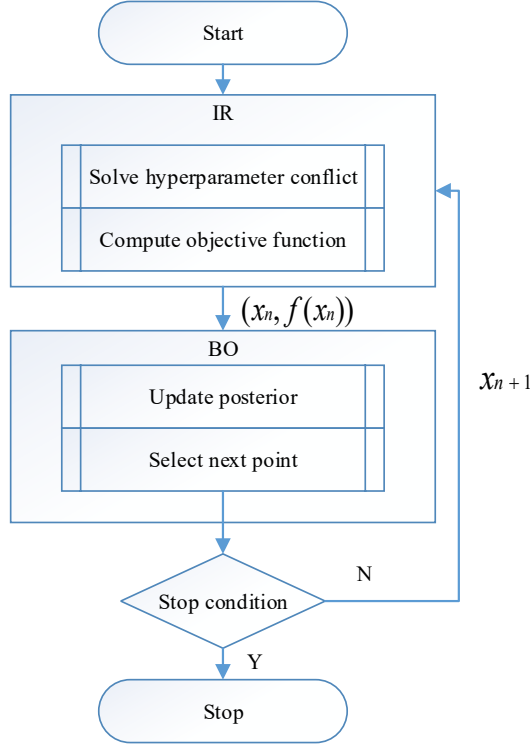 Start
IR
Solve hyperparameter conflict
Compute objective function
(xn, f(xn))
BO
Update posterior
xn + 1
Select next point
N
Stop condition
Y
Stop